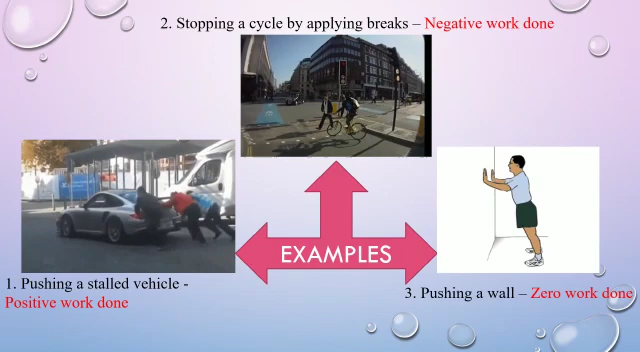 2. Stopping a cycle by applying breaks – Negative work done
EXAMPLES
1. Pushing a stalled vehicle -
Positive work done
3. Pushing a wall – Zero work done